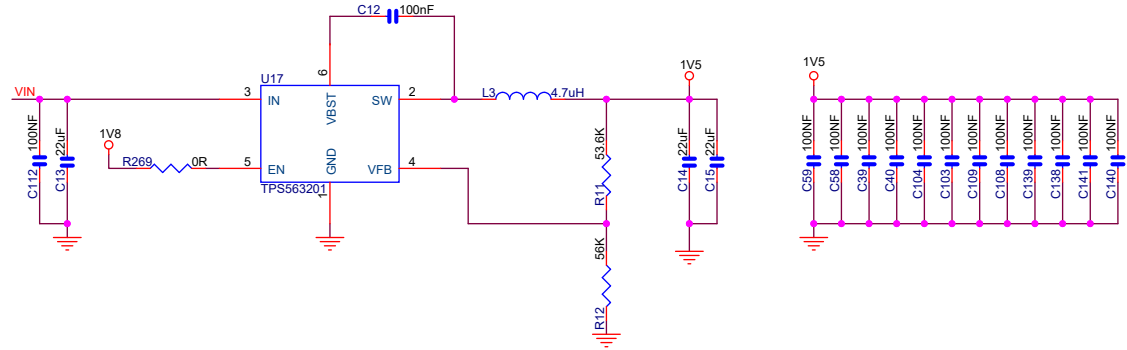 C12 100nF
U17
VIN
3 IN
6 VBST
SW 2
L3 4.7uH
1V5
1V5
1V8
R269 0R
5 EN
GND
1
VFB 4
TPS563201
C112 100NF
C13 22uF
R11 53.6K
R12 56K
C14 22uF
C15 22uF
C59 100NF
C58 100NF
C39 100NF
C40 100NF
C104 100NF
C103 100NF
C109 100NF
C108 100NF
C139 100NF
C138 100NF
C141 100NF
C140 100NF